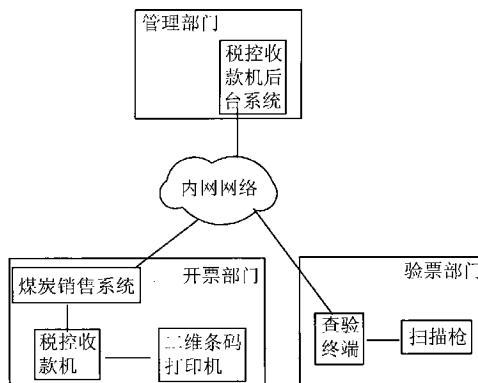 管理部门
税控收
款机后
台系统
内网网络
煤炭销售系统
开票部门
税控收
款机
二维条码
打印机
验票部门
查验
终端
扫描枪